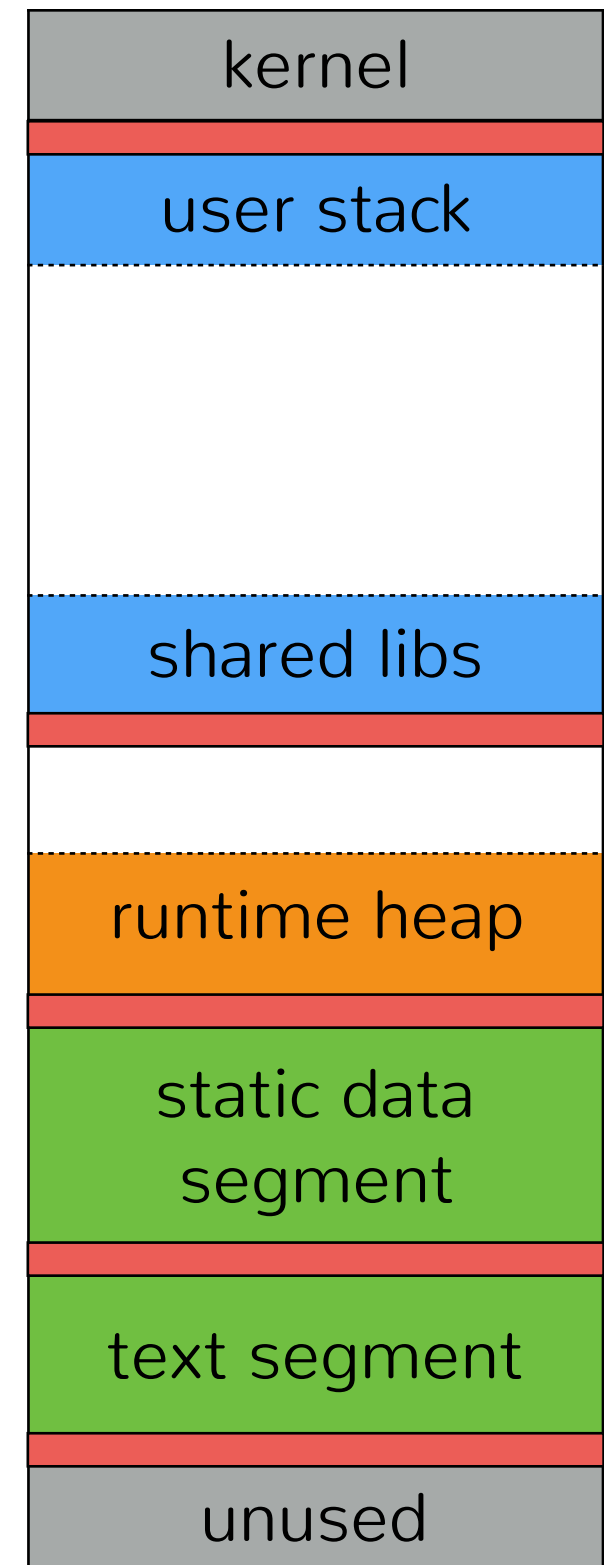 kernel
user stack
shared libs
runtime heap
static data
segment
text segment
unused